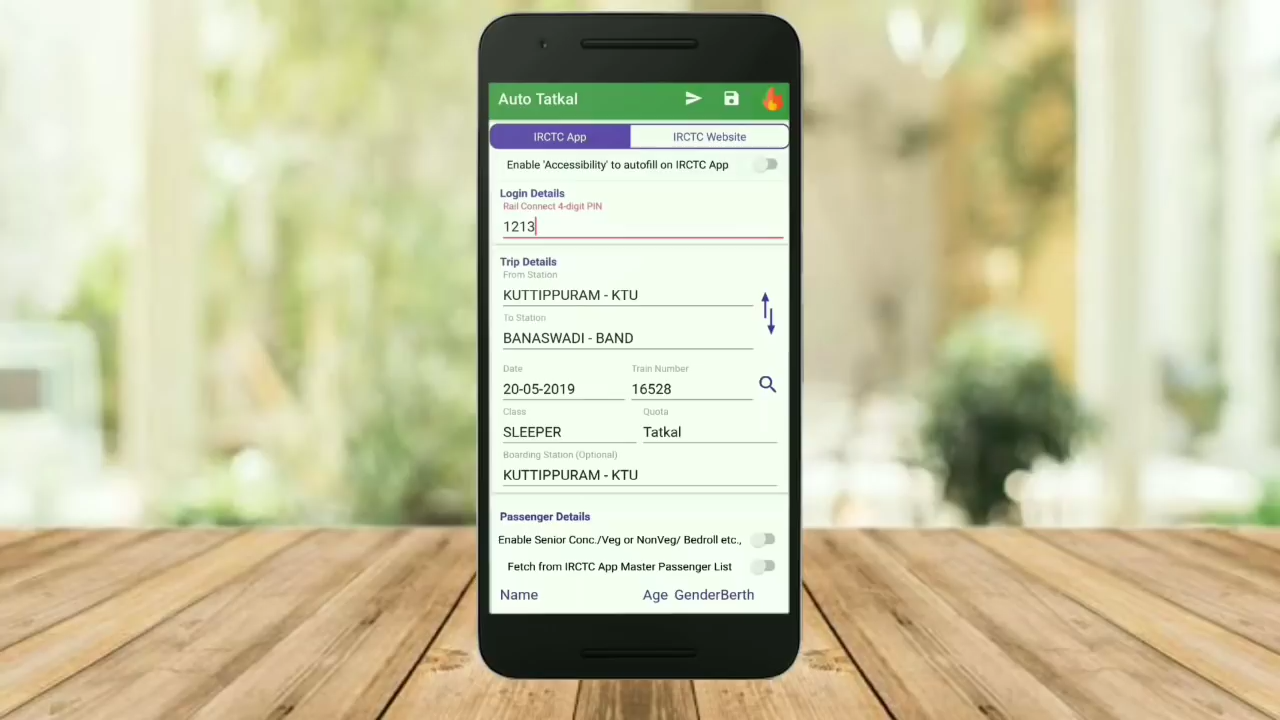 Auto Tatkal
IRCTC App IRCTC Website
Enable 'Accessibility' to autofill on IRCTC App
Login Details
Rail Connect 4-digit PIN
1213
Trip Details
From Station
KUTTIPPURAM - KTU
To Station
BANASWADI - BAND
Date Train Number
20-05-2019 16528
Class Quota
SLEEPER Tatkal
Boarding Station (Optional)
KUTTIPPURAM - KTU
Passenger Details
Enable Senior Conc./Veg or NonVeg/ Bedroll etc.,
Fetch from IRCTC App Master Passenger List
Name Age GenderBerth